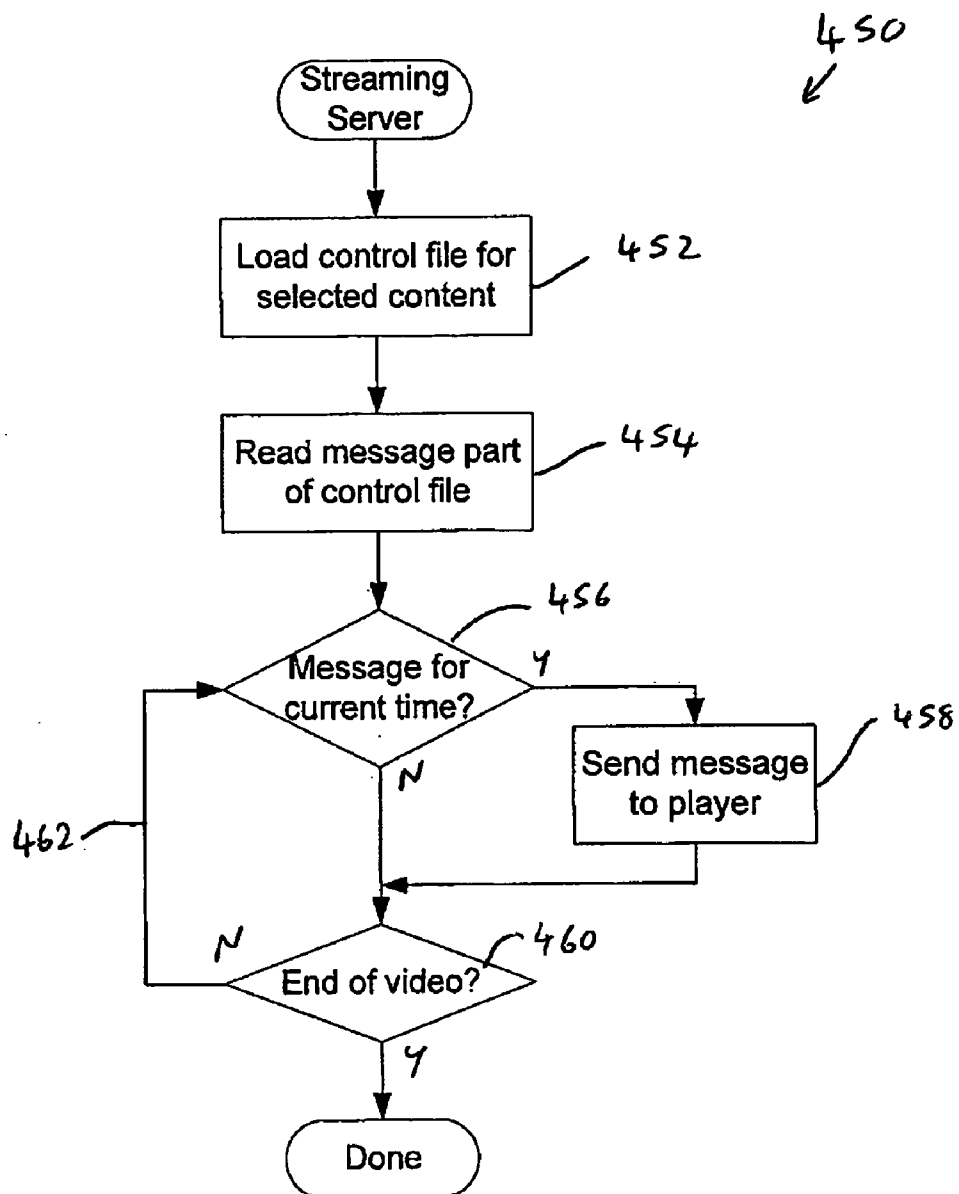 450
Streaming
Server
Load control file for
selected content
452
Read message part
of control file
454
456
Message for
current time?
Y
N
Send message
to player
458
462
N
460
End of video?
Y
Done